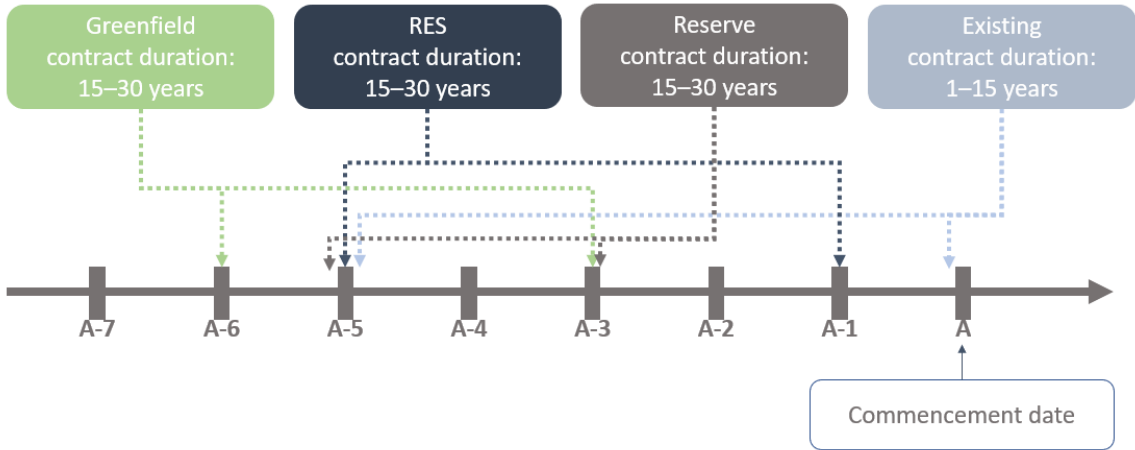 Greenfield
contract duration:
15–30 years
RES
contract duration:
15–30 years
Reserve
contract duration:
15–30 years
Existing
contract duration:
1–15 years
A-7
A-6
A-5
A-4
A-3
A-2
A-1
A
Commencement date